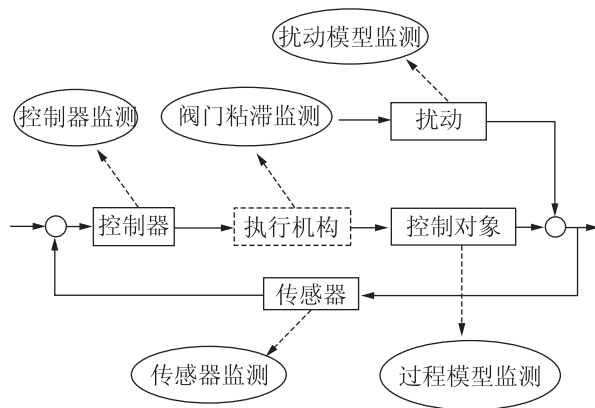 扰动模型监测
控制器监测
阀门粘滞监测
扰动
控制器
执行机构
控制对象
传感器
传感器监测
过程模型监测